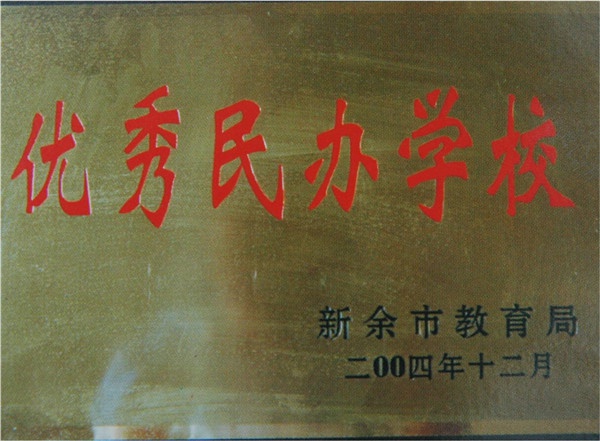 优秀民办学校
新余市教育局
二00四年十二月